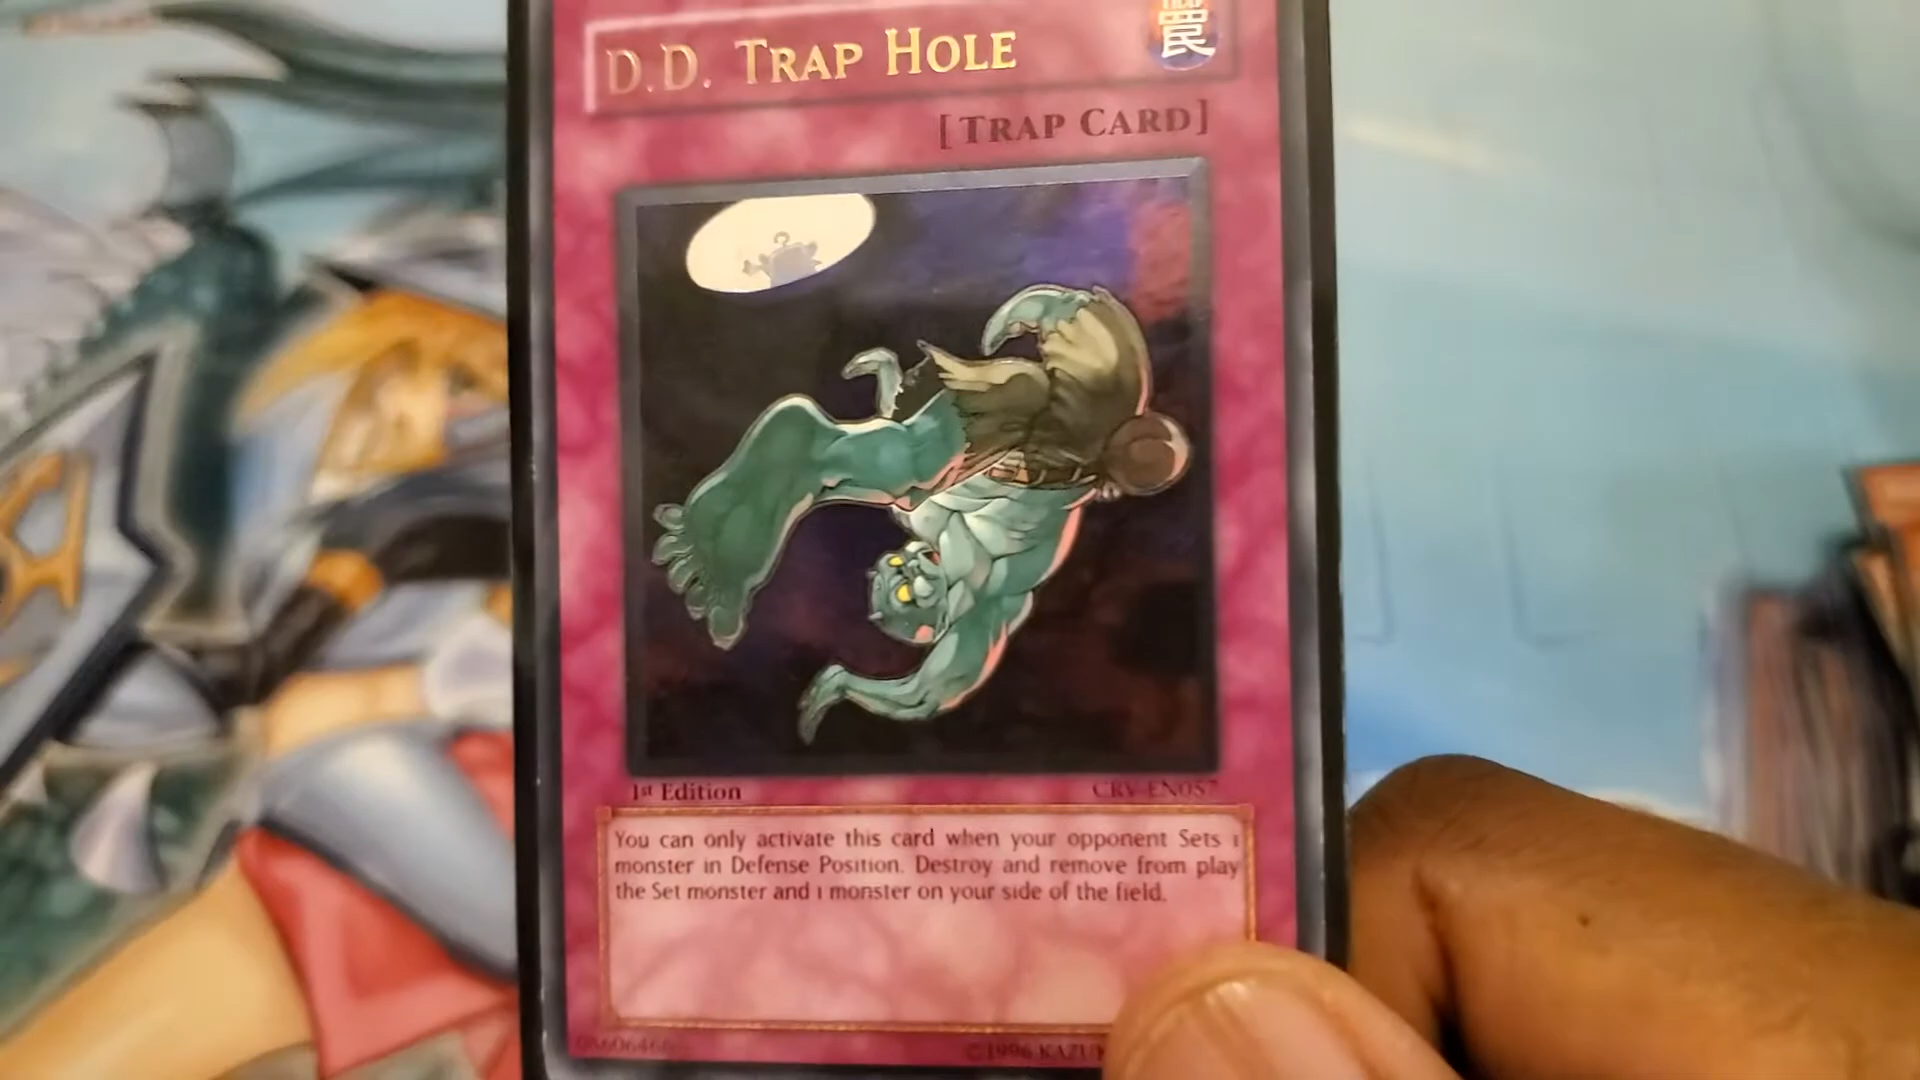 D.D. TRAP HOLE
罠
[TRAP CARD]
1st Edition
CRV-EN057
You can only activate this card when your opponent Sets 1
monster in Defense Position. Destroy and remove from play
the Set monster and 1 monster on your side of the field.
©1996 KAZUK